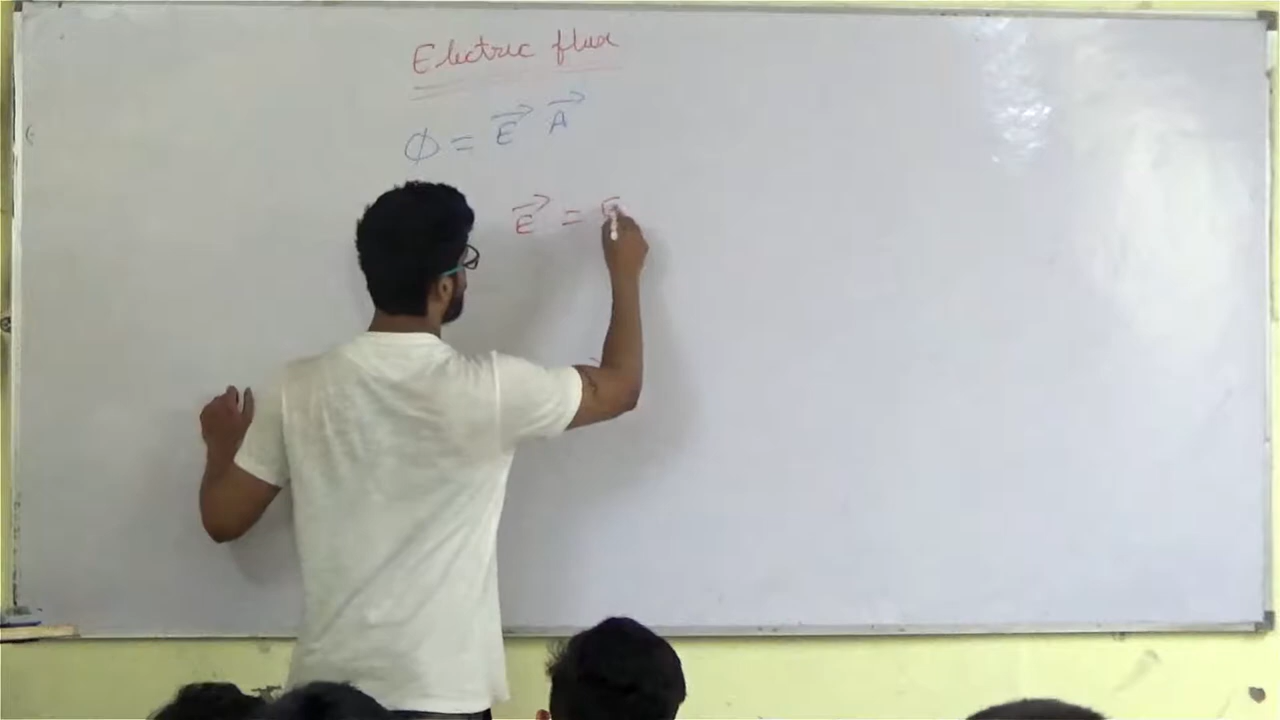 Electric flux
ϕ = E⃗ A⃗
E⃗ = F